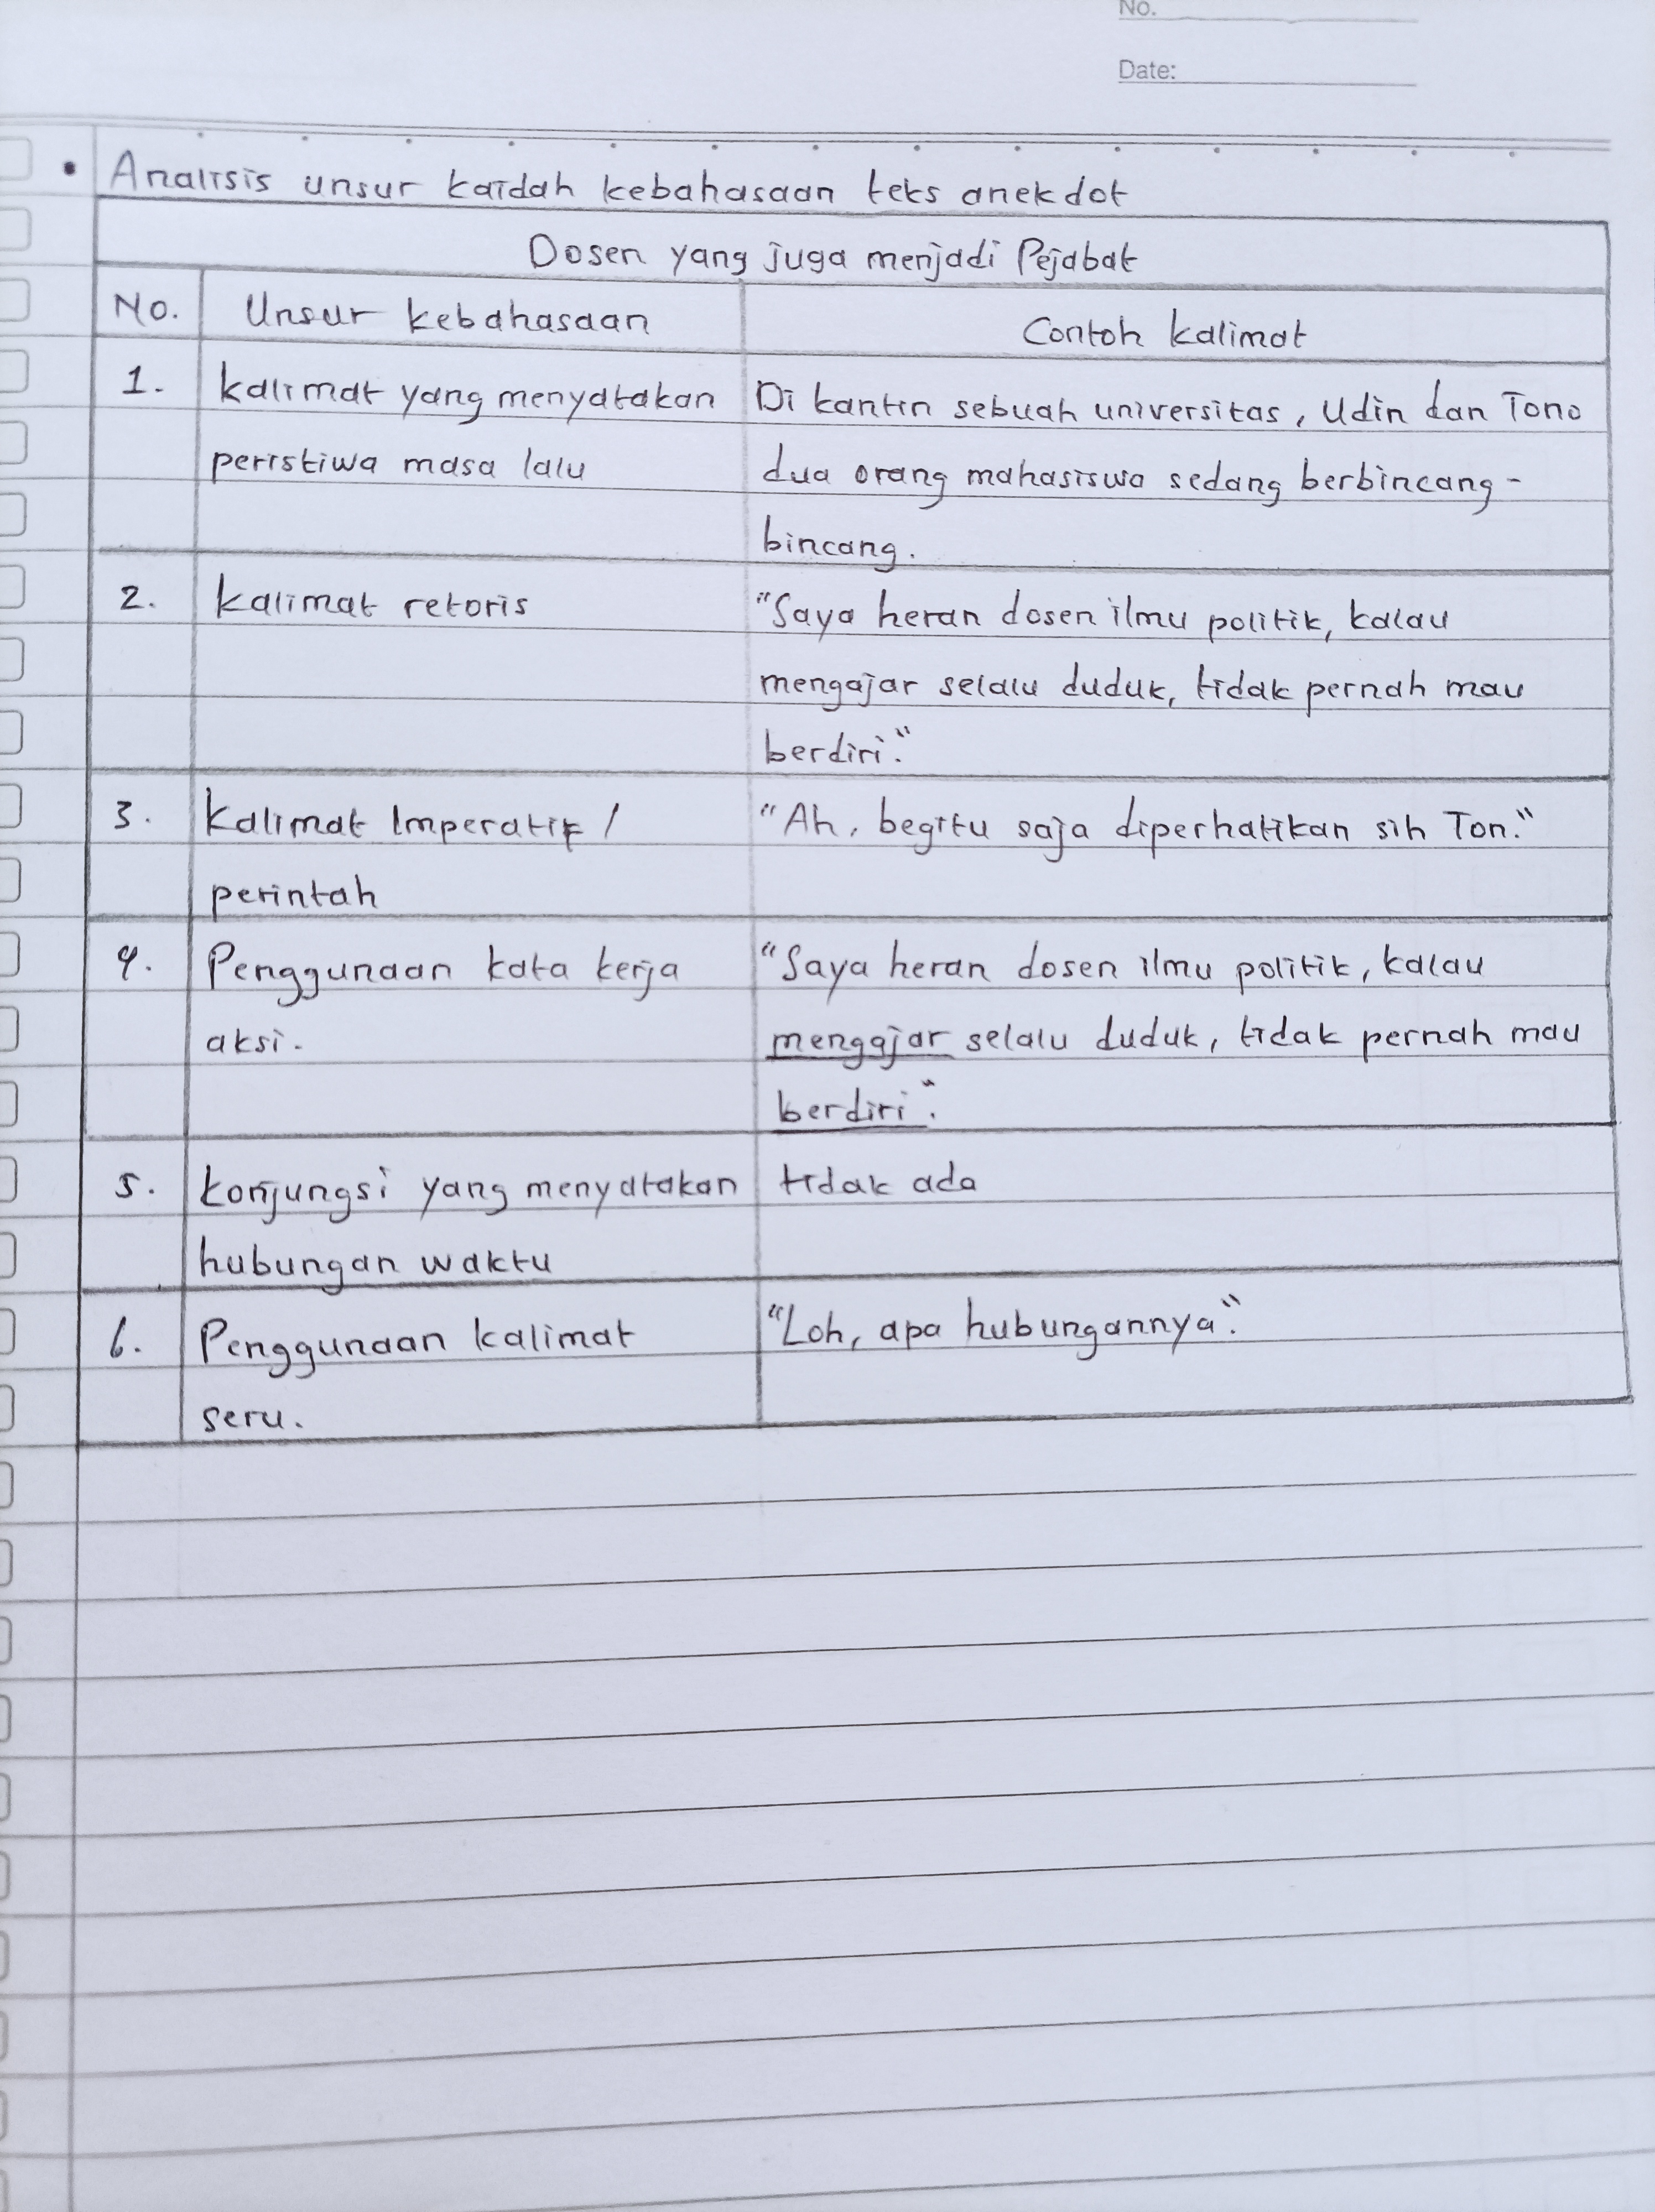 No.
Date:
• Analisis unsur kaidah kebahasaan teks anekdot
Dosen yang juga menjadi Pejabat
No. Unsur kebahasaan Contoh kalimat
1. kalimat yang menyatakan Di kantin sebuah universitas, Udin dan Tono
peristiwa masa lalu dua orang mahasiswa sedang berbincang-
bincang.
2. kalimat retoris "Saya heran dosen ilmu politik, kalau
mengajar selalu duduk, tidak pernah mau
berdiri."
3. Kalimat Imperatif / "Ah, begitu saja diperhatikan sih Ton."
perintah
4. Penggunaan kata kerja "Saya heran dosen ilmu politik, kalau
aksi. mengajar selalu duduk, tidak pernah mau
berdiri".
5. konjungsi yang menyatakan tidak ada
hubungan waktu
6. Penggunaan kalimat "Loh, apa hubungannya".
seru.